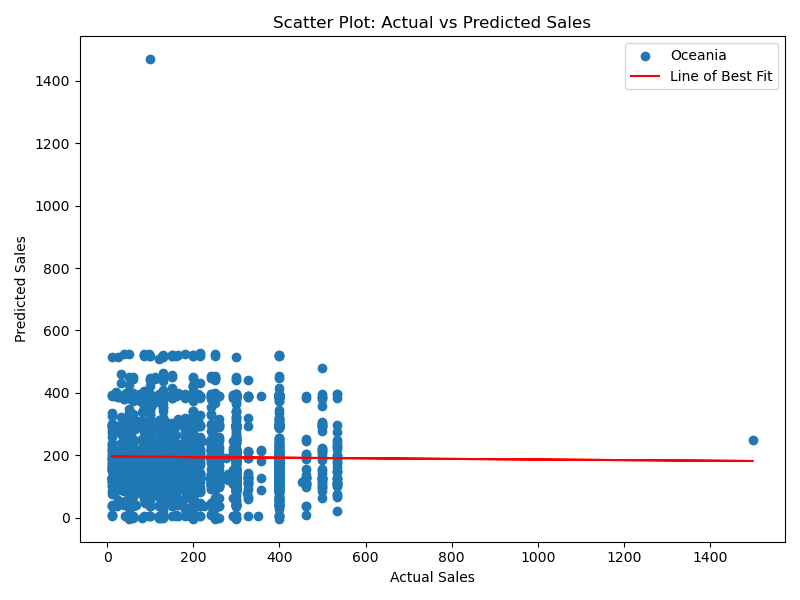 Scatter Plot: Actual vs Predicted Sales
Oceania
Line of Best Fit
Predicted Sales
1400
1200
1000
800
600
400
200
0
0 200 400 600 800 1000 1200 1400
Actual Sales